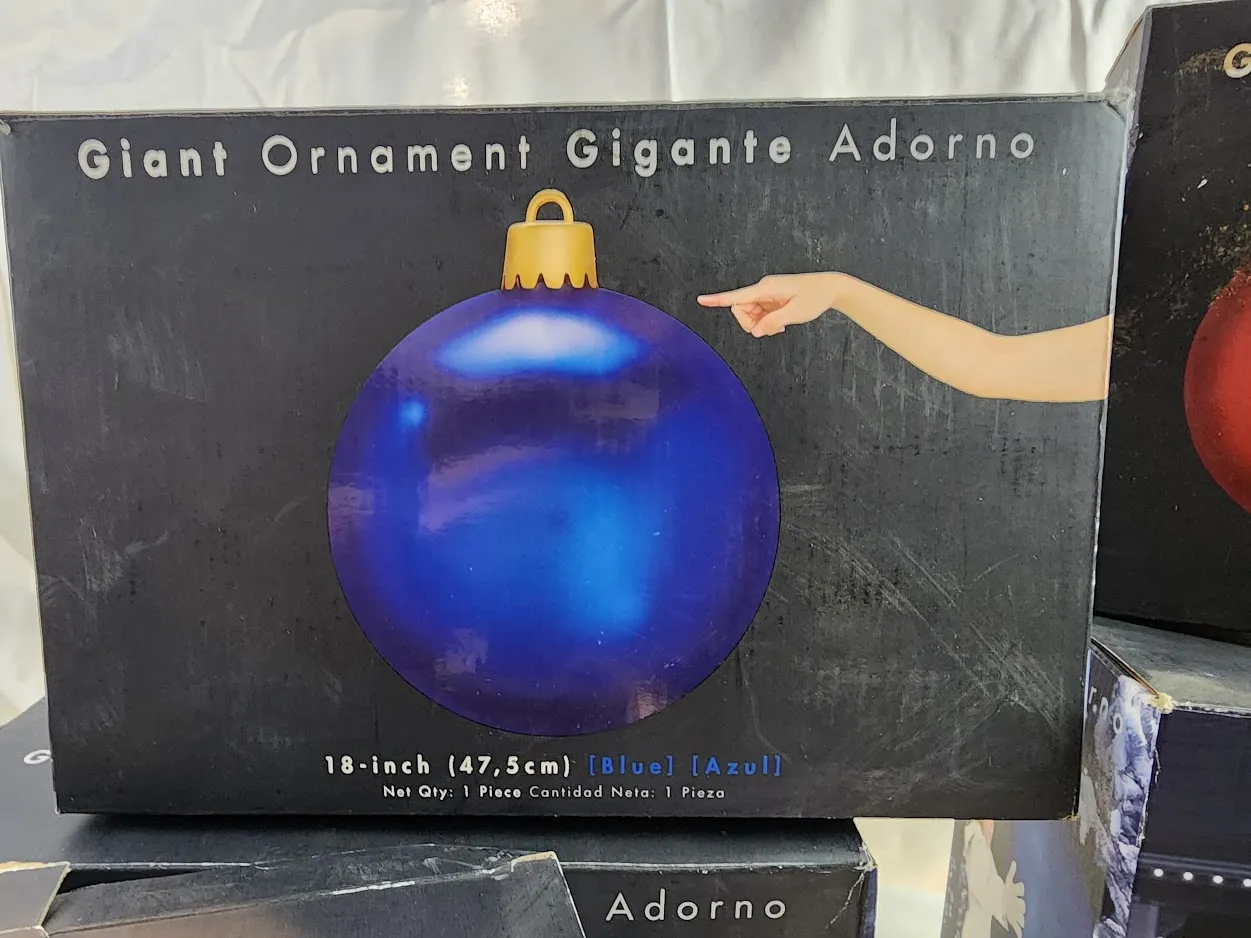 Giant Ornament Gigante Adorno
18-inch (47,5cm) [Blue] [Azul]
Net Qty: 1 Piece Cantidad Neta: 1 Pieza
Adorno